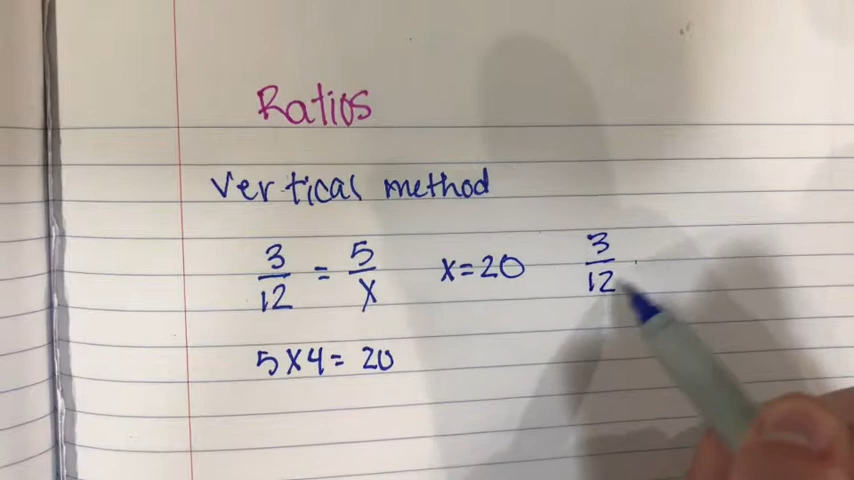 Ratios
Vertical method
3/12 = 5/x   x=20   3/12
5x4= 20